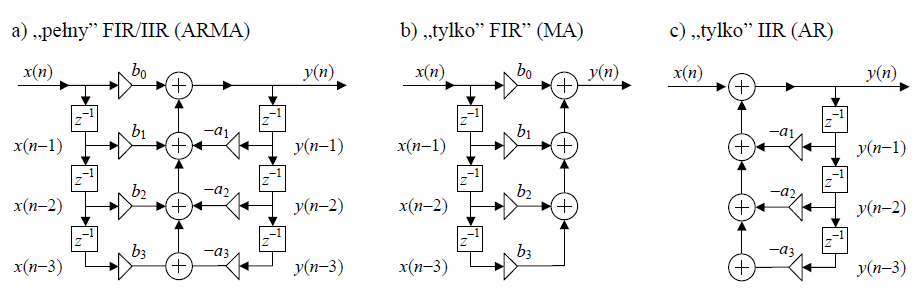 a) „pełny” FIR/IIR (ARMA)
b) „tylko” FIR” (MA)
c) „tylko” IIR (AR)
x(n) b₀ + y(n)
z⁻¹ z⁻¹
x(n–1) b₁ + –a₁ y(n–1)
z⁻¹ z⁻¹
x(n–2) b₂ + –a₂ y(n–2)
z⁻¹ z⁻¹
x(n–3) b₃ + –a₃ y(n–3)
x(n) b₀ + y(n)
z⁻¹
x(n–1) b₁ +
z⁻¹
x(n–2) b₂ +
z⁻¹
x(n–3) b₃
x(n) + y(n)
z⁻¹
+ –a₁ y(n–1)
z⁻¹
+ –a₂ y(n–2)
z⁻¹
+ –a₃ y(n–3)